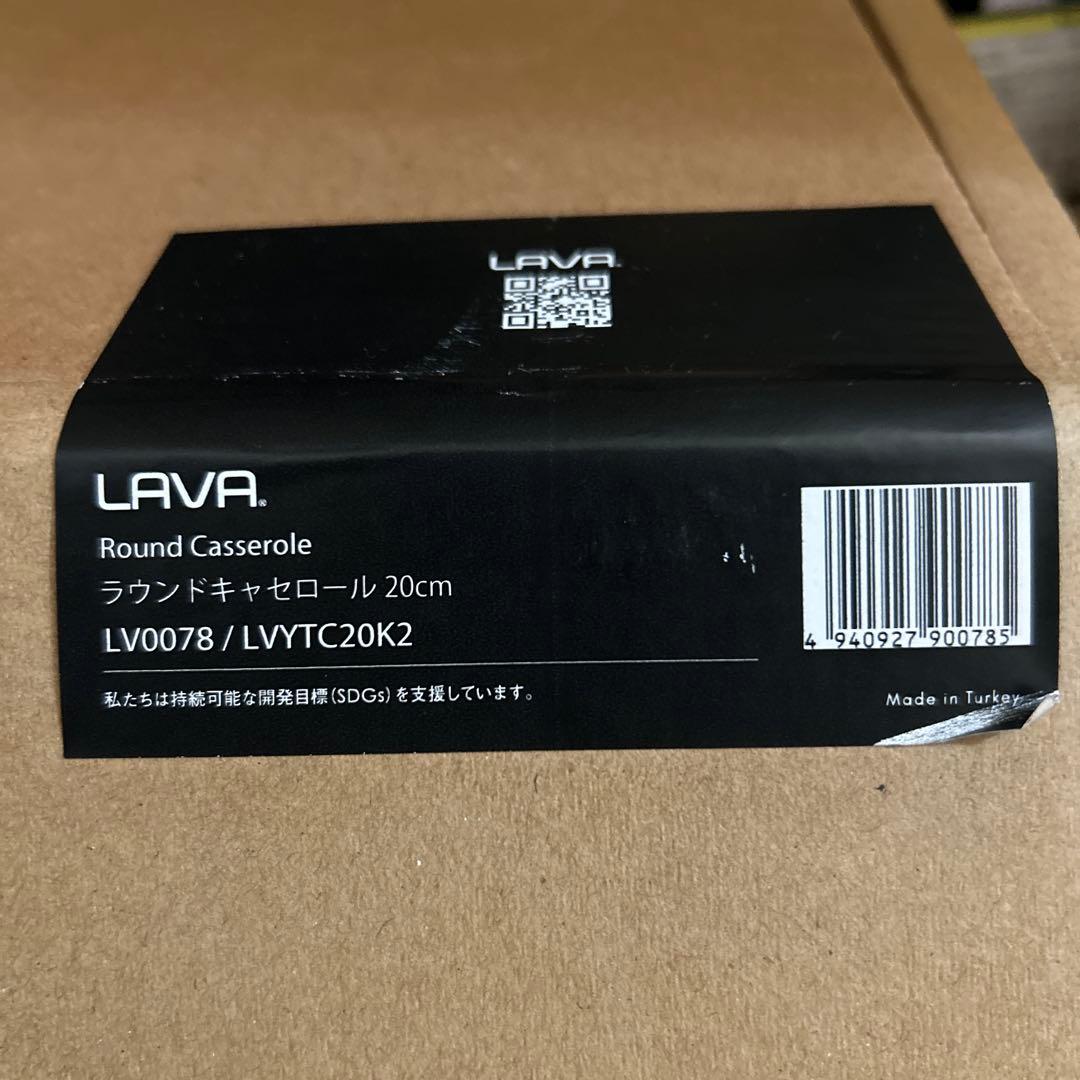 LAVA
LAVA®
Round Casserole
ラウンドキャセロール 20cm
LV0078 / LVYTC20K2
4 940927 900785
私たちは持続可能な開発目標(SDGs)を支援しています。
Made in Turkey